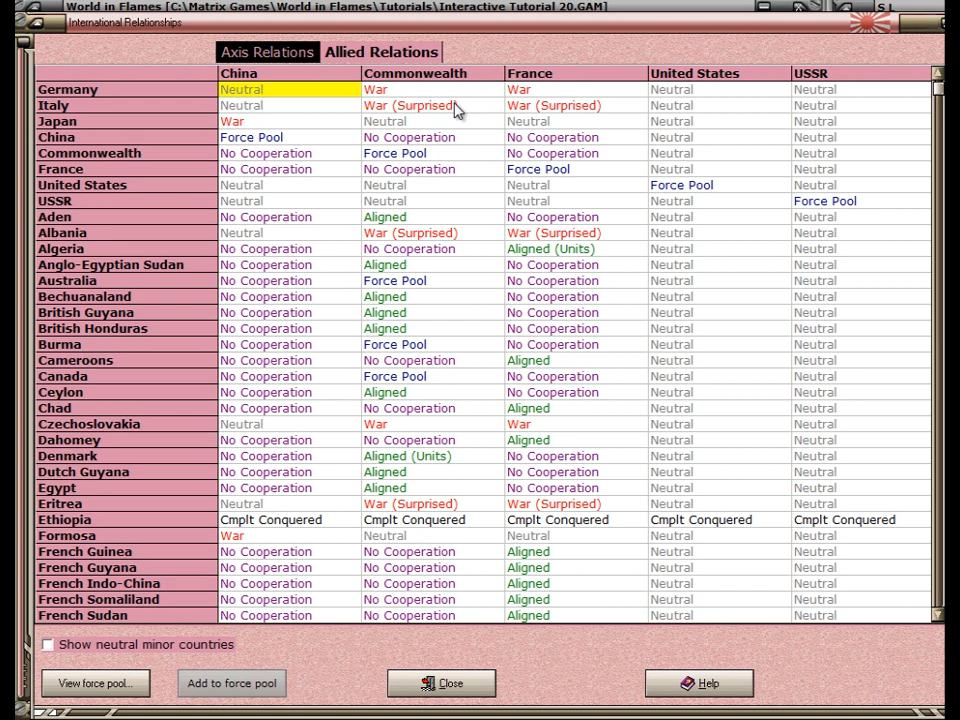 World in Flames [C:\Matrix Games\World in Flames\Tutorials\Interactive Tutorial 20.GAM] S L
International Relationships
Axis Relations Allied Relations
China Commonwealth France United States USSR
Germany Neutral War War Neutral Neutral
Italy Neutral War (Surprised) War (Surprised) Neutral Neutral
Japan War Neutral Neutral Neutral Neutral
China Force Pool No Cooperation No Cooperation Neutral Neutral
Commonwealth No Cooperation Force Pool No Cooperation Neutral Neutral
France No Cooperation No Cooperation Force Pool Neutral Neutral
United States Neutral Neutral Neutral Force Pool Neutral
USSR Neutral Neutral Neutral Neutral Force Pool
Aden No Cooperation Aligned No Cooperation Neutral Neutral
Albania Neutral War (Surprised) War (Surprised) Neutral Neutral
Algeria No Cooperation No Cooperation Aligned (Units) Neutral Neutral
Anglo-Egyptian Sudan No Cooperation Aligned No Cooperation Neutral Neutral
Australia No Cooperation Force Pool No Cooperation Neutral Neutral
Bechuanaland No Cooperation Aligned No Cooperation Neutral Neutral
British Guyana No Cooperation Aligned No Cooperation Neutral Neutral
British Honduras No Cooperation Aligned No Cooperation Neutral Neutral
Burma No Cooperation Force Pool No Cooperation Neutral Neutral
Cameroons No Cooperation No Cooperation Aligned Neutral Neutral
Canada No Cooperation Force Pool No Cooperation Neutral Neutral
Ceylon No Cooperation Aligned No Cooperation Neutral Neutral
Chad No Cooperation No Cooperation Aligned Neutral Neutral
Czechoslovakia Neutral War War Neutral Neutral
Dahomey No Cooperation No Cooperation Aligned Neutral Neutral
Denmark No Cooperation Aligned (Units) No Cooperation Neutral Neutral
Dutch Guyana No Cooperation Aligned No Cooperation Neutral Neutral
Egypt No Cooperation Aligned No Cooperation Neutral Neutral
Eritrea Neutral War (Surprised) War (Surprised) Neutral Neutral
Ethiopia Cmplt Conquered Cmplt Conquered Cmplt Conquered Cmplt Conquered Cmplt Conquered
Formosa War Neutral Neutral Neutral Neutral
French Guinea No Cooperation No Cooperation Aligned Neutral Neutral
French Guyana No Cooperation No Cooperation Aligned Neutral Neutral
French Indo-China No Cooperation No Cooperation Aligned Neutral Neutral
French Somaliland No Cooperation No Cooperation Aligned Neutral Neutral
French Sudan No Cooperation No Cooperation Aligned Neutral Neutral
Show neutral minor countries
View force pool... Add to force pool Close Help